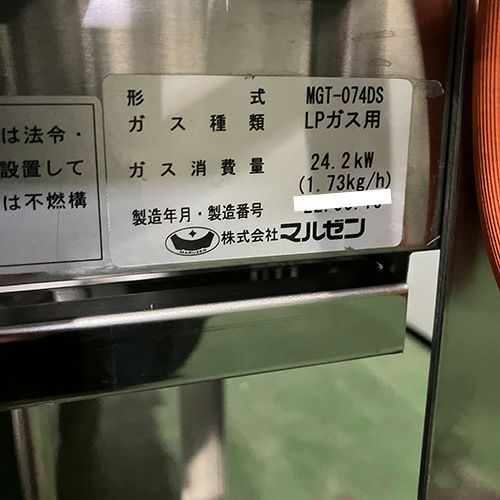 は法令・
設置して
は不燃構
形式 MGT-074DS
ガス種類 LPガス用
ガス消費量 24.2kW
(1.73kg/h)
製造年月・製造番号
株式会社マルゼン